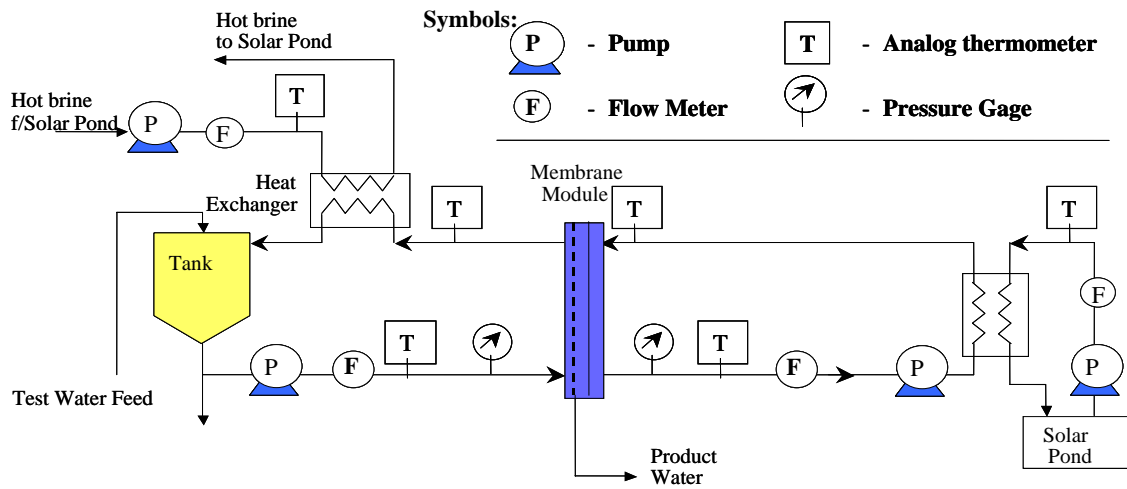 Hot brine
to Solar Pond
Symbols:
P - Pump
T - Analog thermometer
F - Flow Meter
- Pressure Gage
Hot brine
f/Solar Pond
P
F
T
Heat
Exchanger
T
Membrane
Module
T
T
Tank
F
P
F
T
T
F
P
P
Test Water Feed
Product
Water
Solar
Pond